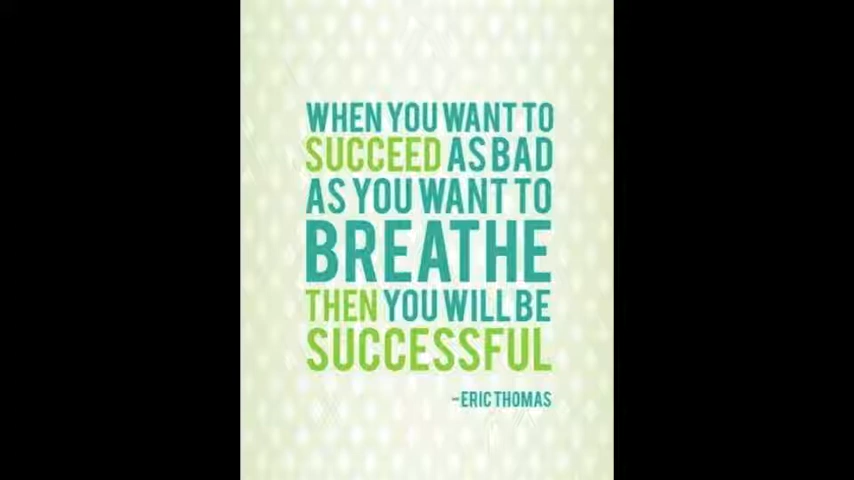 WHEN YOU WANT TO
SUCCEED AS BAD
AS YOU WANT TO
BREATHE
THEN YOU WILL BE
SUCCESSFUL
-ERIC THOMAS